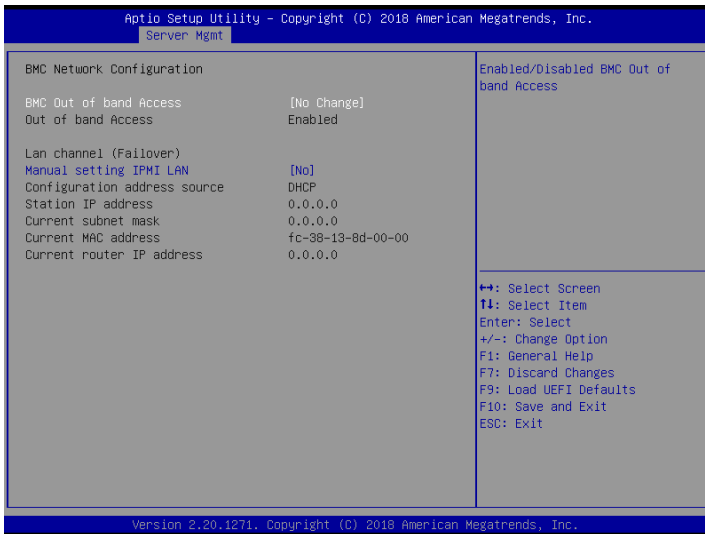 Aptio Setup Utility – Copyright (C) 2018 American Megatrends, Inc.
Server Mgmt
BMC Network Configuration
BMC Out of band Access [No Change]
Out of band Access Enabled
Lan channel (Failover)
Manual setting IPMI LAN [No]
Configuration address source DHCP
Station IP address 0.0.0.0
Current subnet mask 0.0.0.0
Current MAC address fc-38-13-8d-00-00
Current router IP address 0.0.0.0
Enabled/Disabled BMC Out of
band Access
↔: Select Screen
↑↓: Select Item
Enter: Select
+/-: Change Option
F1: General Help
F7: Discard Changes
F9: Load UEFI Defaults
F10: Save and Exit
ESC: Exit
Version 2.20.1271. Copyright (C) 2018 American Megatrends, Inc.